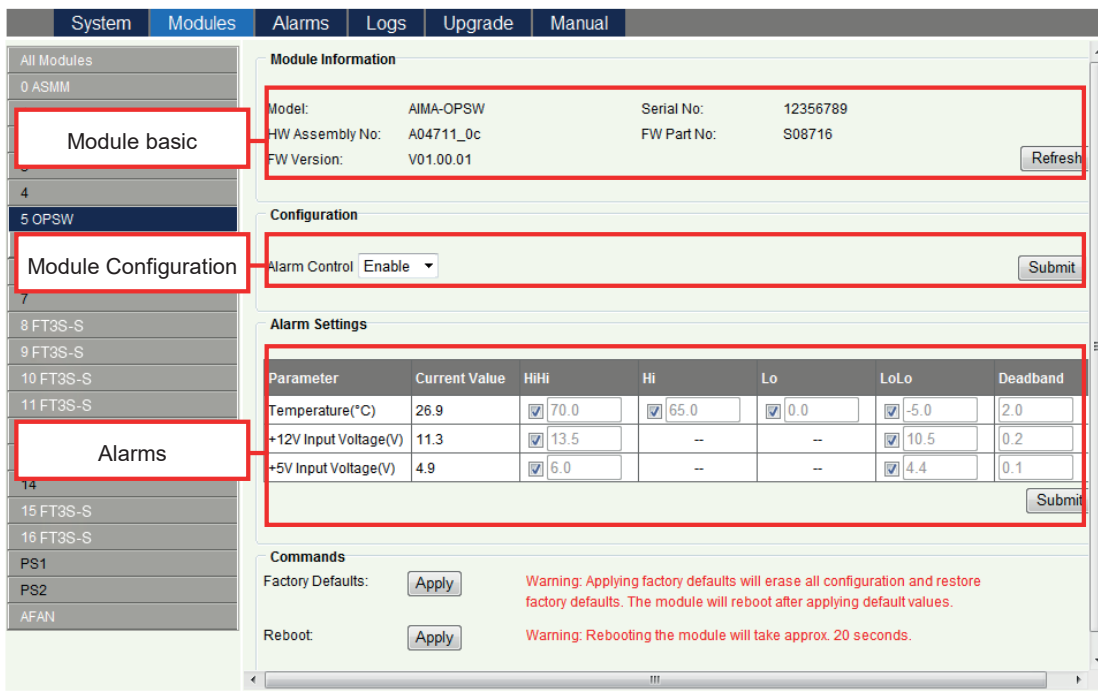 System Modules Alarms Logs Upgrade Manual
All Modules
0 ASMM
Module basic
4
5 OPSW
Module Configuration
7
8 FT3S-S
9 FT3S-S
10 FT3S-S
11 FT3S-S
Alarms
14
15 FT3S-S
16 FT3S-S
PS1
PS2
AFAN
Module Information
Model: AIMA-OPSW Serial No: 12356789
HW Assembly No: A04711_0c FW Part No: S08716
FW Version: V01.00.01
Refresh
Configuration
Alarm Control Enable Submit
Alarm Settings
Parameter Current Value HiHi Hi Lo LoLo Deadband
Temperature(°C) 26.9 70.0 65.0 0.0 -5.0 2.0
+12V Input Voltage(V) 11.3 13.5 -- -- 10.5 0.2
+5V Input Voltage(V) 4.9 6.0 -- -- 4.4 0.1
Submit
Commands
Factory Defaults: Apply Warning: Applying factory defaults will erase all configuration and restore
factory defaults. The module will reboot after applying default values.
Reboot: Apply Warning: Rebooting the module will take approx. 20 seconds.